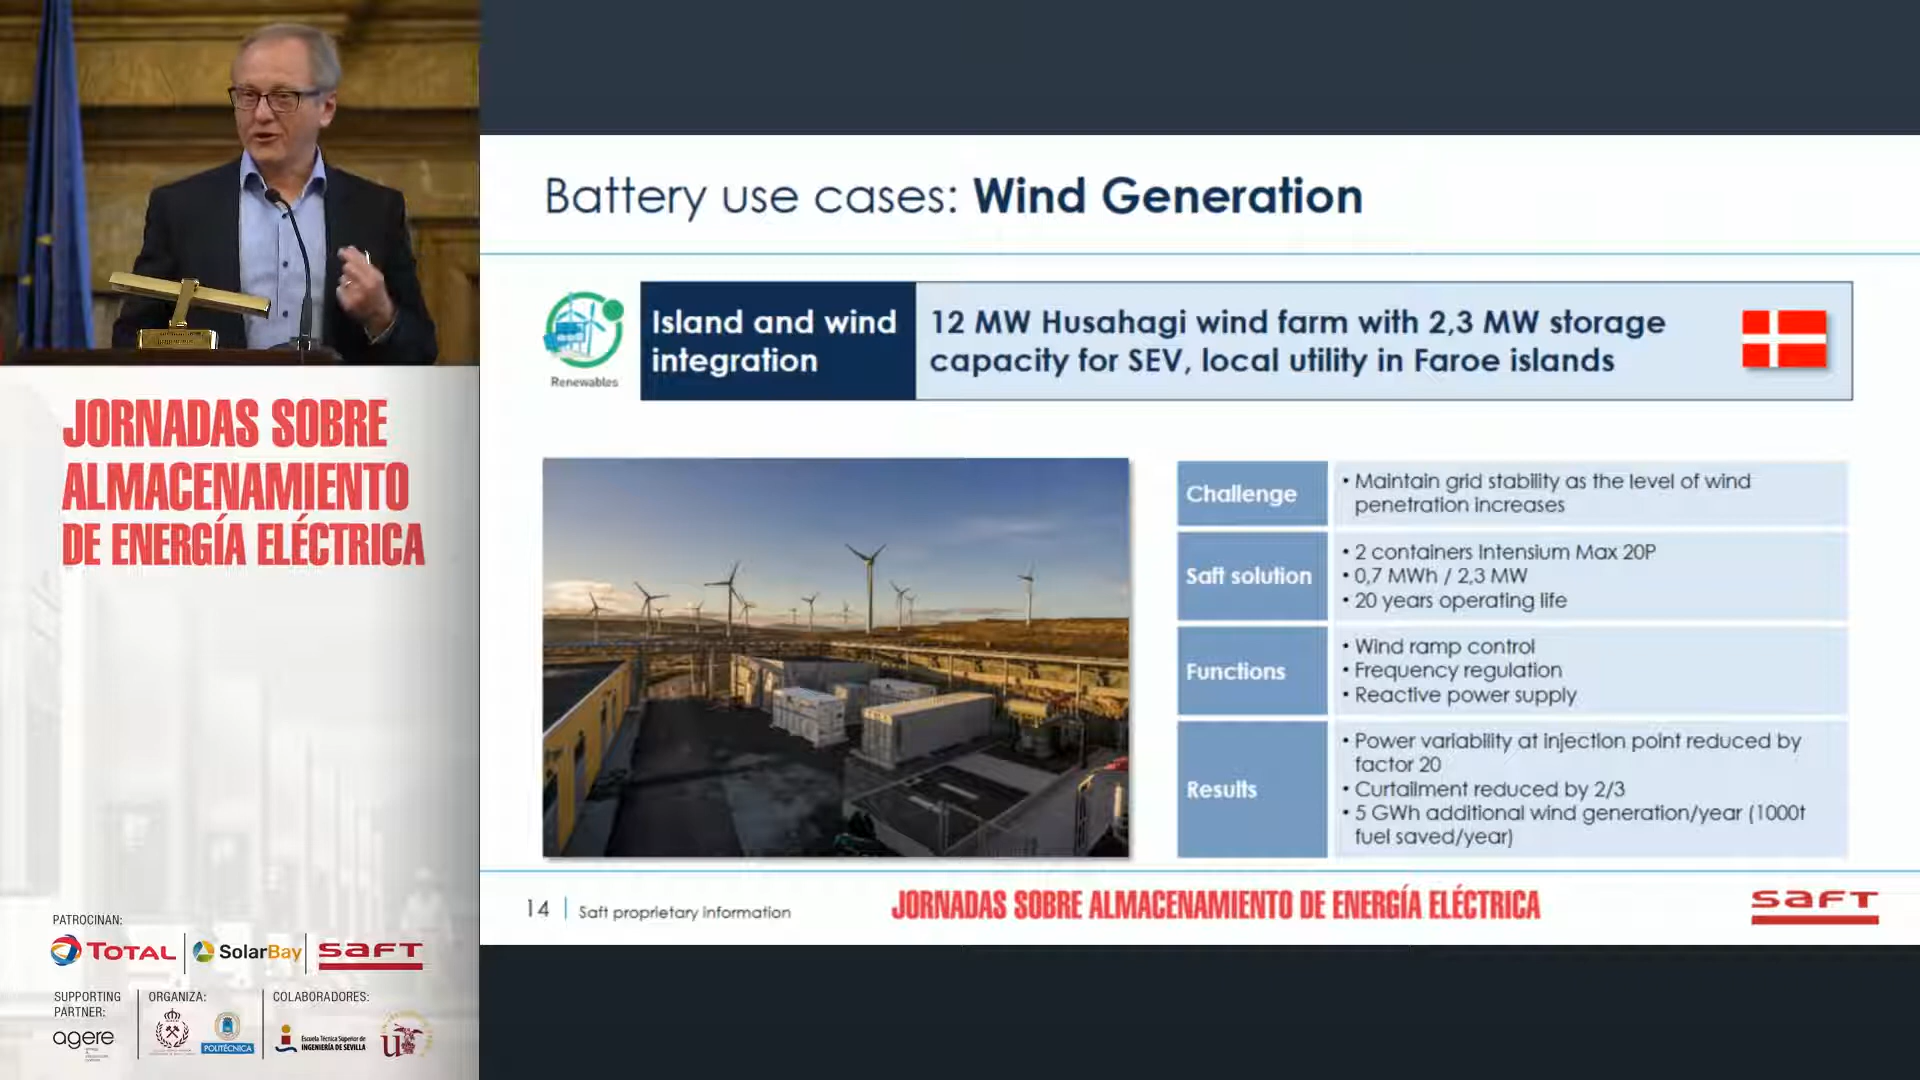 Battery use cases: Wind Generation
Renewables
Island and wind
integration
12 MW Husahagi wind farm with 2,3 MW storage
capacity for SEV, local utility in Faroe islands
Challenge
• Maintain grid stability as the level of wind
penetration increases
Saft solution
• 2 containers Intensium Max 20P
• 0,7 MWh / 2,3 MW
• 20 years operating life
Functions
• Wind ramp control
• Frequency regulation
• Reactive power supply
Results
• Power variability at injection point reduced by
factor 20
• Curtailment reduced by 2/3
• 5 GWh additional wind generation/year (1000t
fuel saved/year)
14
Saft proprietary information
JORNADAS SOBRE ALMACENAMIENTO DE ENERGÍA ELÉCTRICA
saft
JORNADAS SOBRE
ALMACENAMIENTO
DE ENERGÍA ELÉCTRICA
PATROCINAN:
TOTAL
SolarBay
saft
SUPPORTING
PARTNER:
agere
ORGANIZA:
POLITÉCNICA
COLABORADORES:
Escuela Técnica Superior de
INGENIERÍA DE SEVILLA